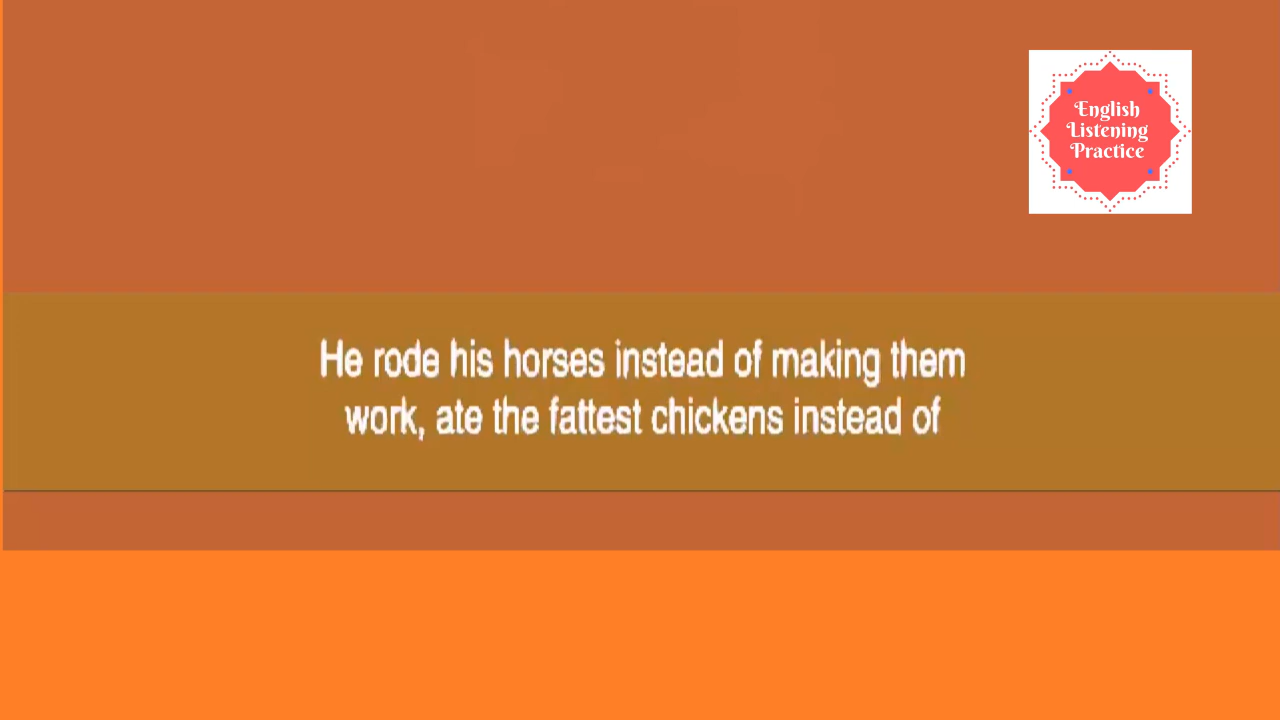 English
Listening
Practice
He rode his horses instead of making them
work, ate the fattest chickens instead of